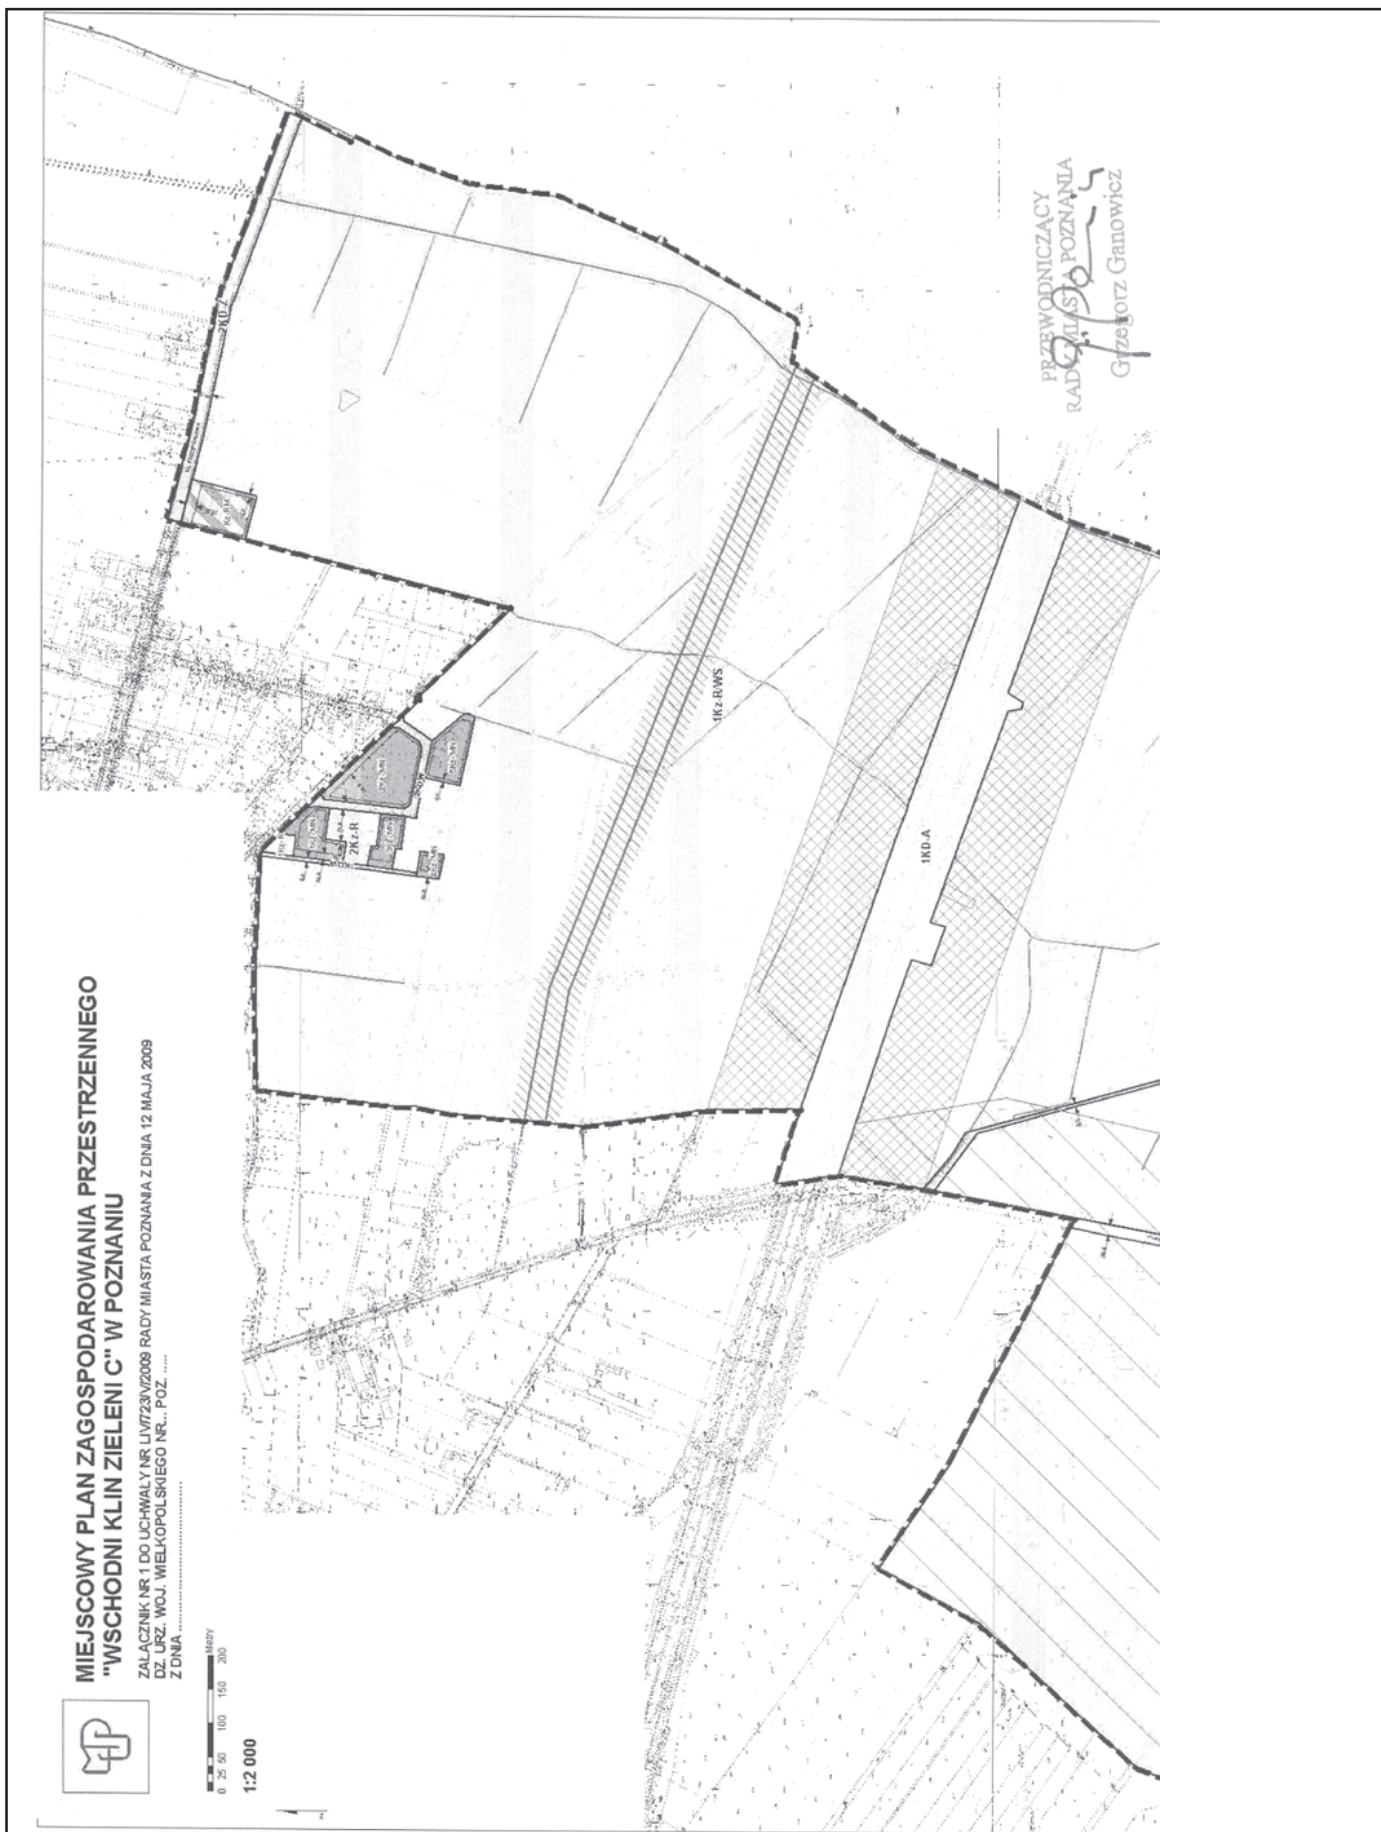 MIEJSCOWY PLAN ZAGOSPODAROWANIA PRZESTRZENNEGO
"WSCHODNI KLIN ZIELENI C" W POZNANIU
ZAŁĄCZNIK NR 1 DO UCHWAŁY NR LIV/723/V/2009 RADY MIASTA POZNANIA Z DNIA 12 MAJA 2009
DZ. URZ. WOJ. WIELKOPOLSKIEGO NR... POZ. .....
Z DNIA ..............................
0 25 50 100 150 200
Metry
1:2 000
2KD-Z
2Kz-R
1Kz-R/WS
1KD-A
PRZEWODNICZĄCY
RADY MIASTA POZNANIA
Grzegorz Ganowicz